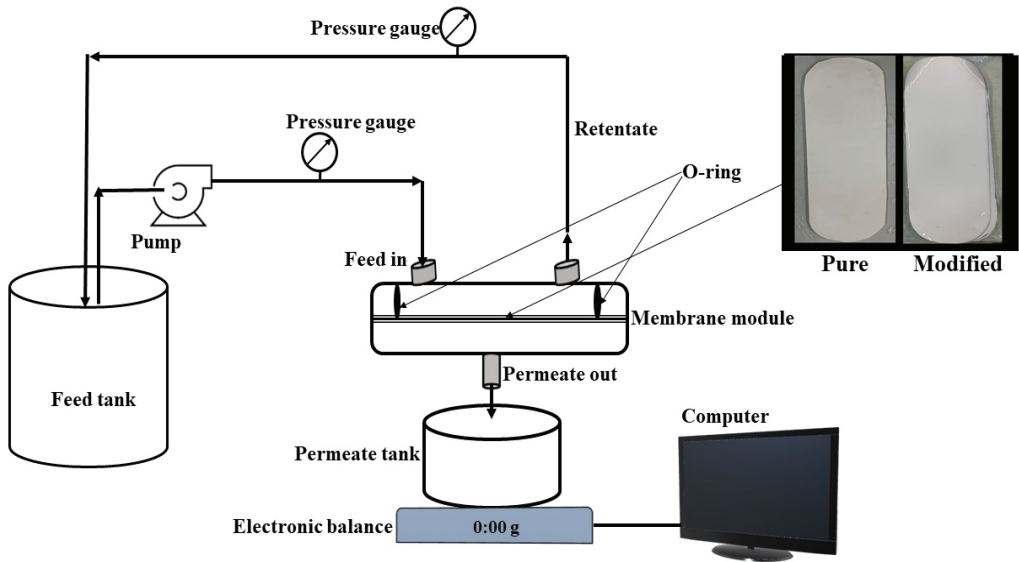 Pressure gauge
Pressure gauge
Retentate
O-ring
Pump
Feed in
Pure
Modified
Membrane module
Permeate out
Feed tank
Computer
Permeate tank
Electronic balance
0:00 g